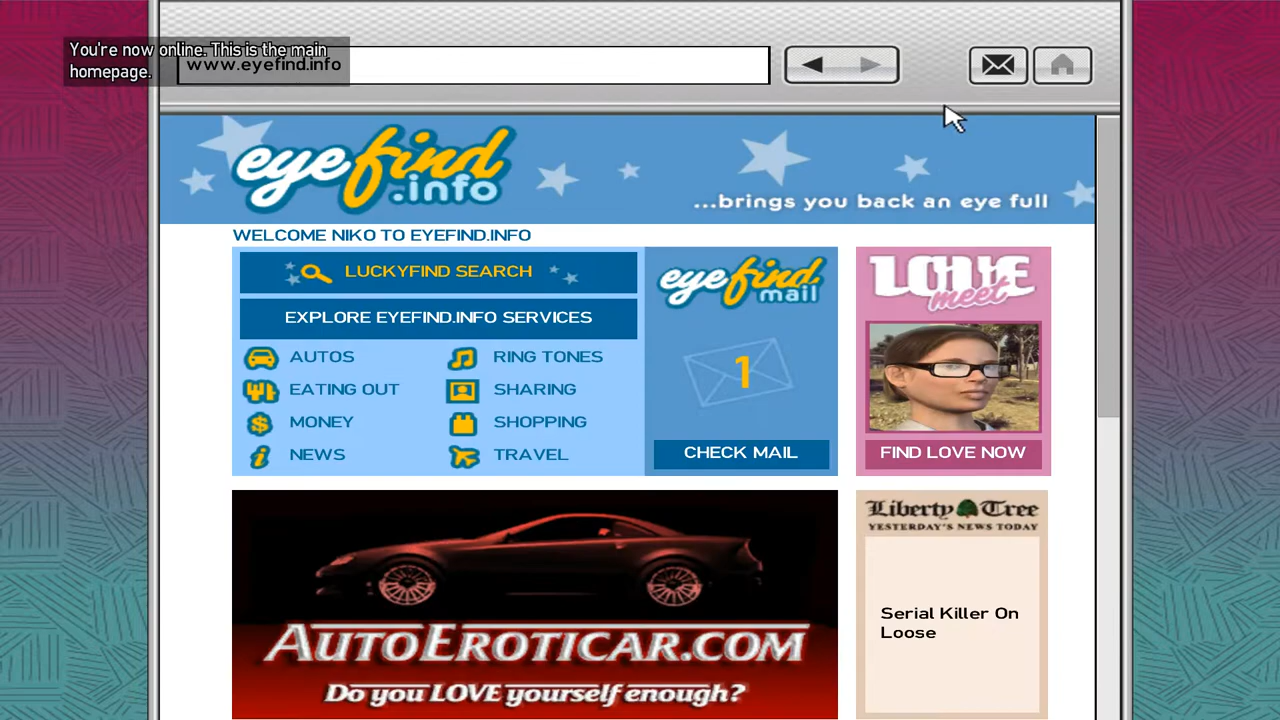 You're now online. This is the main
homepage.
www.eyefind.info
eyefind
.info
...brings you back an eye full
WELCOME NIKO TO EYEFIND.INFO
LUCKYFIND SEARCH
EXPLORE EYEFIND.INFO SERVICES
AUTOS
RING TONES
EATING OUT
SHARING
MONEY
SHOPPING
NEWS
TRAVEL
eyefind
mail
1
CHECK MAIL
LOVE
meet
FIND LOVE NOW
AUTOEROTICAR.COM
Do you LOVE yourself enough?
Liberty Tree
YESTERDAY'S NEWS TODAY
Serial Killer On
Loose